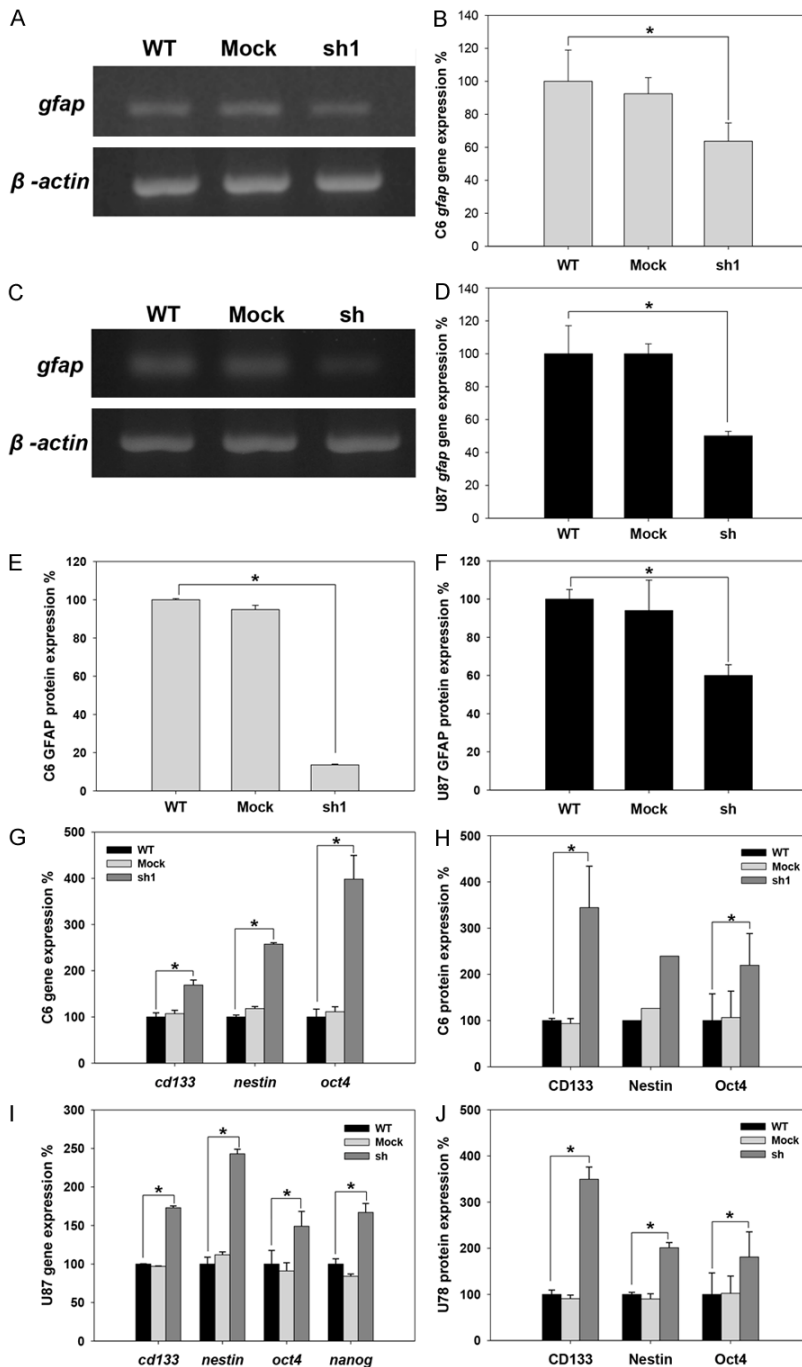 A
WT Mock sh1
gfap
β -actin
B
C6 gfap gene expression %
140
120
100
80
60
40
20
0
*
WT Mock sh1
C
WT Mock sh
gfap
β -actin
D
U87 gfap gene expression %
140
120
100
80
60
40
20
0
*
WT Mock sh
E
C6 GFAP protein expression %
120
100
80
60
40
20
0
*
WT Mock sh1
F
U87 GFAP protein expression %
120
100
80
60
40
20
0
*
WT Mock sh
G
C6 gene expression %
500
400
300
200
100
0
WT
Mock
sh1
* * *
cd133 nestin oct4
H
C6 protein expression %
500
400
300
200
100
0
WT
Mock
sh1
* *
CD133 Nestin Oct4
I
U87 gene expression %
300
250
200
150
100
50
0
WT
Mock
sh
* * * *
cd133 nestin oct4 nanog
J
U78 protein expression %
500
400
300
200
100
0
WT
Mock
sh
* * *
CD133 Nestin Oct4